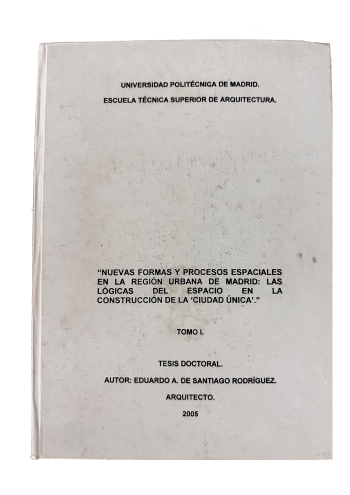 UNIVERSIDAD POLITÉCNICA DE MADRID.
ESCUELA TÉCNICA SUPERIOR DE ARQUITECTURA.
“NUEVAS FORMAS Y PROCESOS ESPACIALES
EN LA REGIÓN URBANA DE MADRID: LAS
LÓGICAS DEL ESPACIO EN LA
CONSTRUCCIÓN DE LA ‘CIUDAD ÚNICA’.”
TOMO I.
TESIS DOCTORAL.
AUTOR: EDUARDO A. DE SANTIAGO RODRÍGUEZ.
ARQUITECTO.
2005